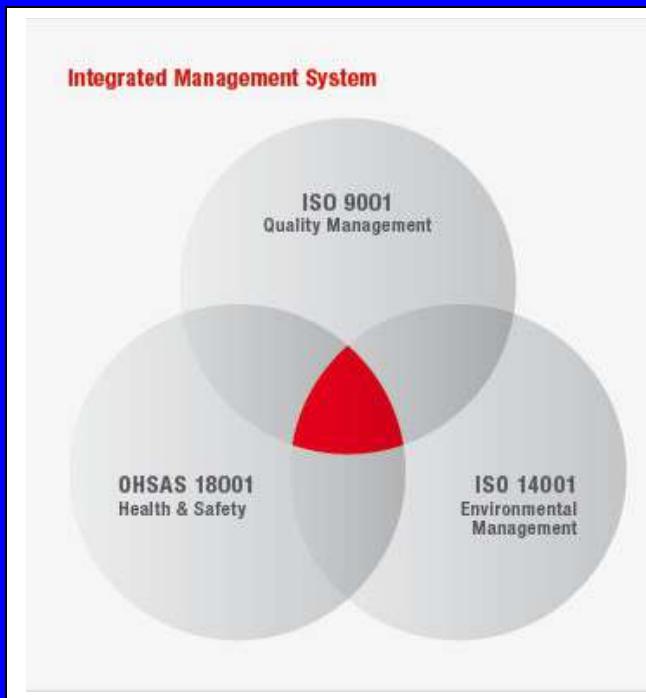 Integrated Management System
ISO 9001
Quality Management
OHSAS 18001
Health & Safety
ISO 14001
Environmental
Management